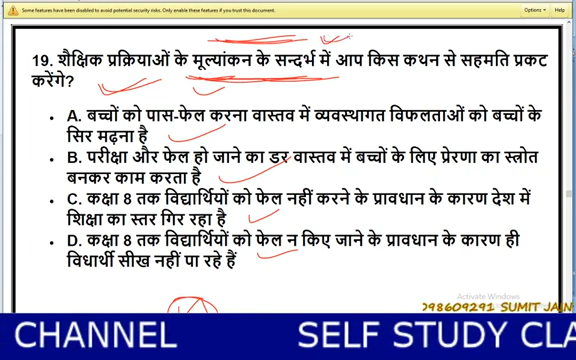 Some features have been disabled to avoid potential security risks. Only enable these features if you trust this document.
Options
19. शैक्षिक प्रक्रियाओं के मूल्यांकन के सन्दर्भ में आप किस कथन से सहमति प्रकट
करेंगे?
• A. बच्चों को पास-फेल करना वास्तव में व्यवस्थागत विफलताओं को बच्चों के
सिर मढ़ना है
• B. परीक्षा और फेल हो जाने का डर वास्तव में बच्चों के लिए प्रेरणा का स्त्रोत
बनकर काम करता है
• C. कक्षा 8 तक विद्यार्थियों को फेल नहीं करने के प्रावधान के कारण देश में
शिक्षा का स्तर गिर रहा है
• D. कक्षा 8 तक विद्यार्थियों को फेल न किए जाने के प्रावधान के कारण ही
विधार्थी सीख नहीं पा रहे हैं
Activate Windows
098609291 SUMIT JAIN
CHANNEL SELF STUDY CLA